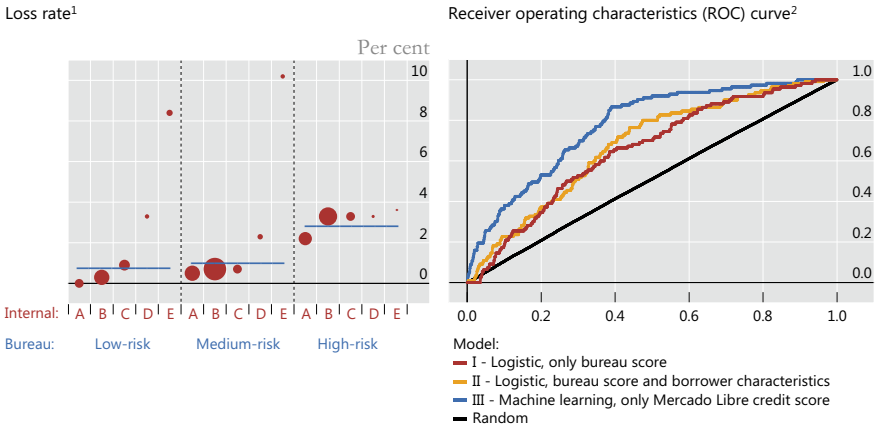 Loss rate¹
Per cent
10
8
6
4
2
0
Internal: A B C D E A B C D E A B C D E
Bureau: Low-risk Medium-risk High-risk
Receiver operating characteristics (ROC) curve²
1.0
0.8
0.6
0.4
0.2
0.0
0.0 0.2 0.4 0.6 0.8 1.0
Model:
I - Logistic, only bureau score
II - Logistic, bureau score and borrower characteristics
III - Machine learning, only Mercado Libre credit score
Random